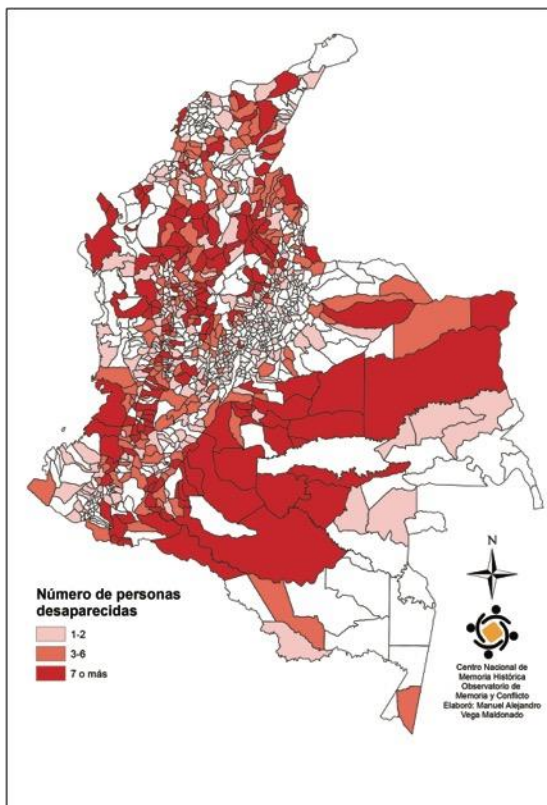 N
Número de personas
desaparecidas
1-2
3-6
7 o más
Centro Nacional de
Memoria Histórica
Observatorio de
Memoria y Conflicto
Elaboró: Manuel Alejandro
Vega Maldonado